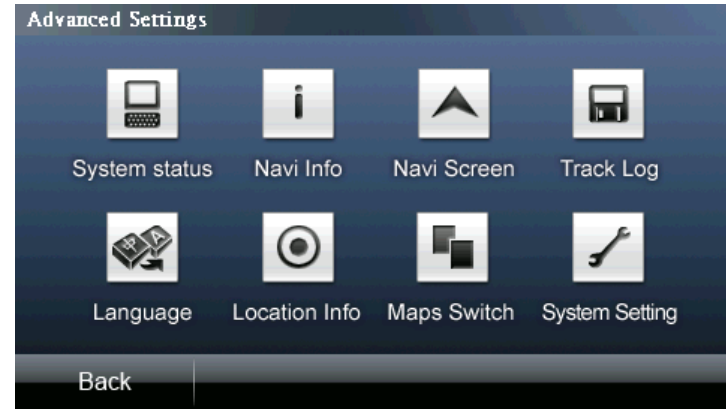 Advanced Settings
System status Navi Info Navi Screen Track Log
Language Location Info Maps Switch System Setting
Back